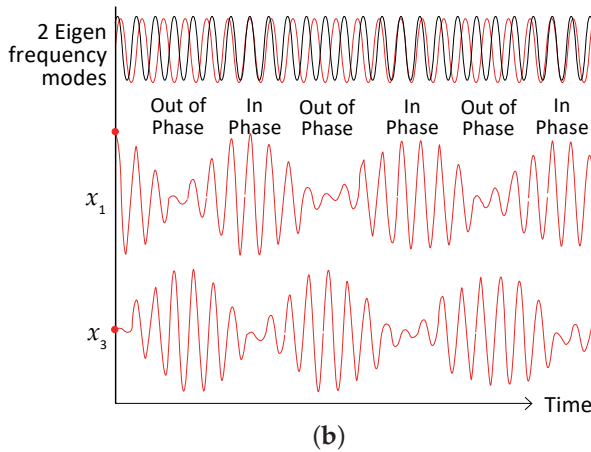 2 Eigen
frequency
modes
Out of
Phase
In
Phase
Out of
Phase
In
Phase
Out of
Phase
In
Phase
x₁
x₃
Time
(b)